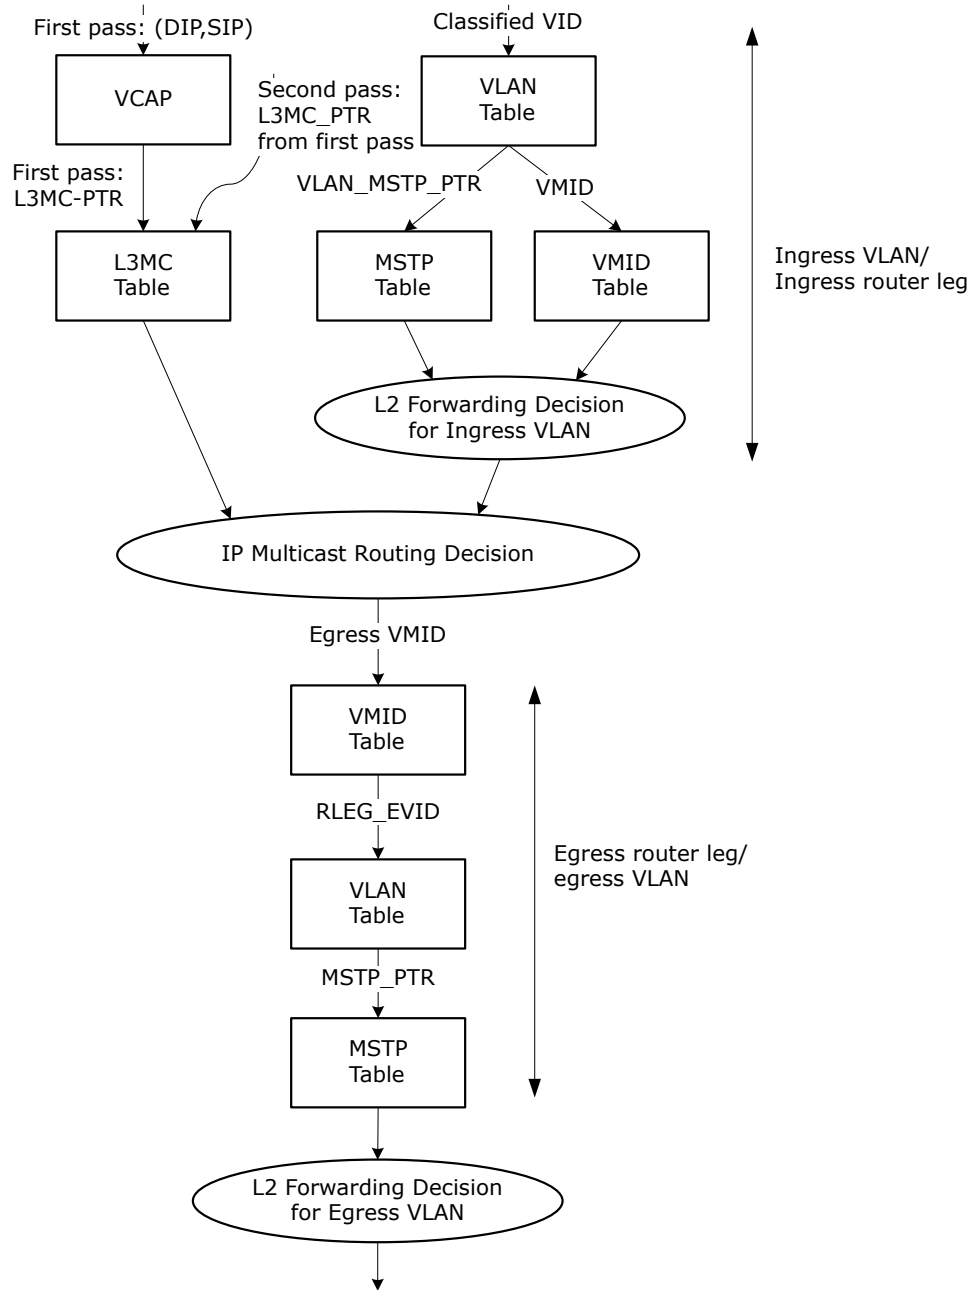 First pass: (DIP,SIP)
Classified VID
VCAP
Second pass:
L3MC_PTR
from first pass
VLAN
Table
First pass:
L3MC-PTR
VLAN_MSTP_PTR
VMID
L3MC
Table
MSTP
Table
VMID
Table
Ingress VLAN/
Ingress router leg
L2 Forwarding Decision
for Ingress VLAN
IP Multicast Routing Decision
Egress VMID
VMID
Table
RLEG_EVID
Egress router leg/
egress VLAN
VLAN
Table
MSTP_PTR
MSTP
Table
L2 Forwarding Decision
for Egress VLAN